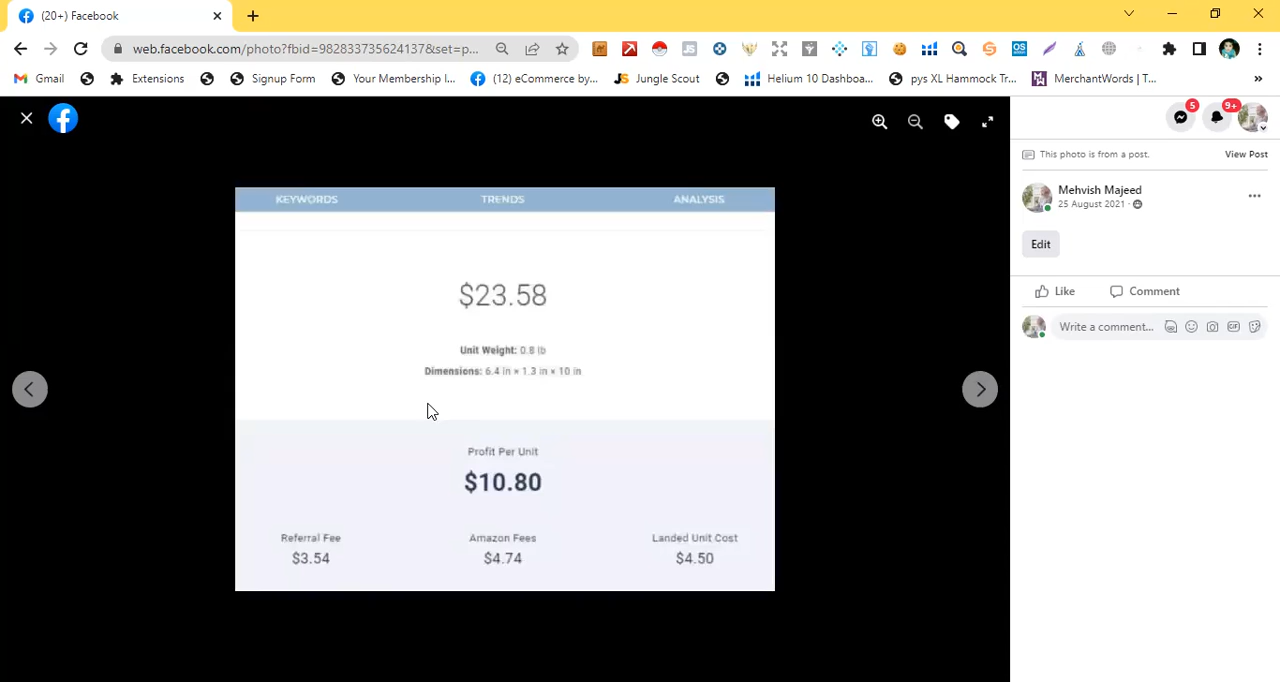 (20+) Facebook
web.facebook.com/photo?fbid=982833735624137&set=p...
Gmail
Extensions
Signup Form
Your Membership I...
(12) eCommerce by...
Jungle Scout
Helium 10 Dashboa...
pys XL Hammock Tr...
MerchantWords | T...
»
5
9+
This photo is from a post.
View Post
Mehvish Majeed
25 August 2021 ·
Edit
Like
Comment
Write a comment...
KEYWORDS
TRENDS
ANALYSIS
$23.58
Unit Weight: 0.8 lb
Dimensions: 6.4 in × 1.3 in × 10 in
Profit Per Unit
$10.80
Referral Fee
Amazon Fees
Landed Unit Cost
$3.54
$4.74
$4.50